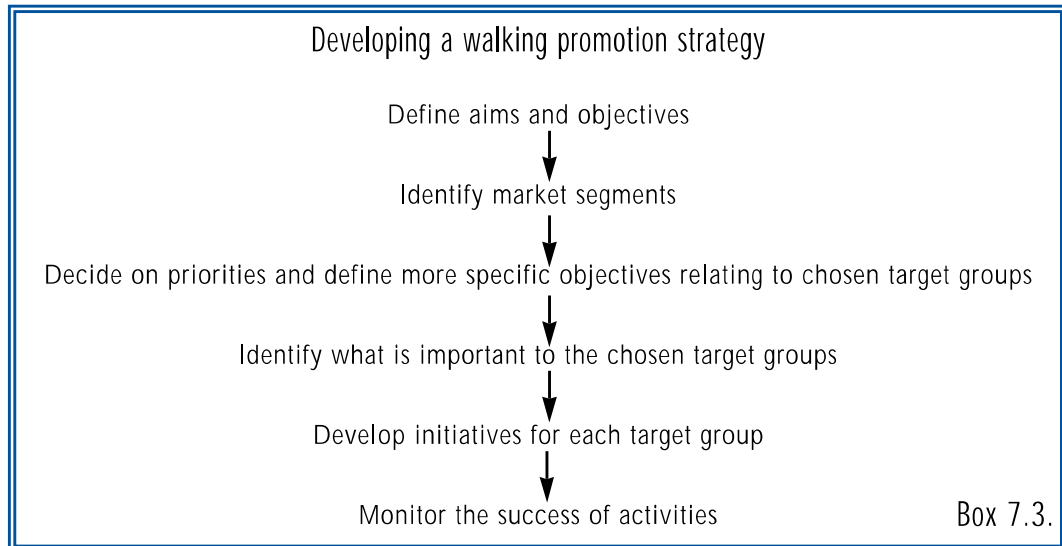 Developing a walking promotion strategy
Define aims and objectives
Identify market segments
Decide on priorities and define more specific objectives relating to chosen target groups
Identify what is important to the chosen target groups
Develop initiatives for each target group
Monitor the success of activities
Box 7.3.